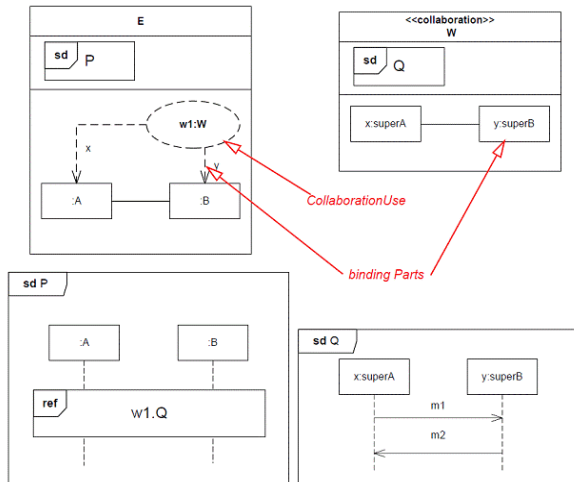 E
sd P
w1:W
x
y
:A
:B
<<collaboration>>
W
sd Q
x:superA
y:superB
CollaborationUse
binding Parts
sd P
:A
:B
ref
w1.Q
sd Q
x:superA
y:superB
m1
m2